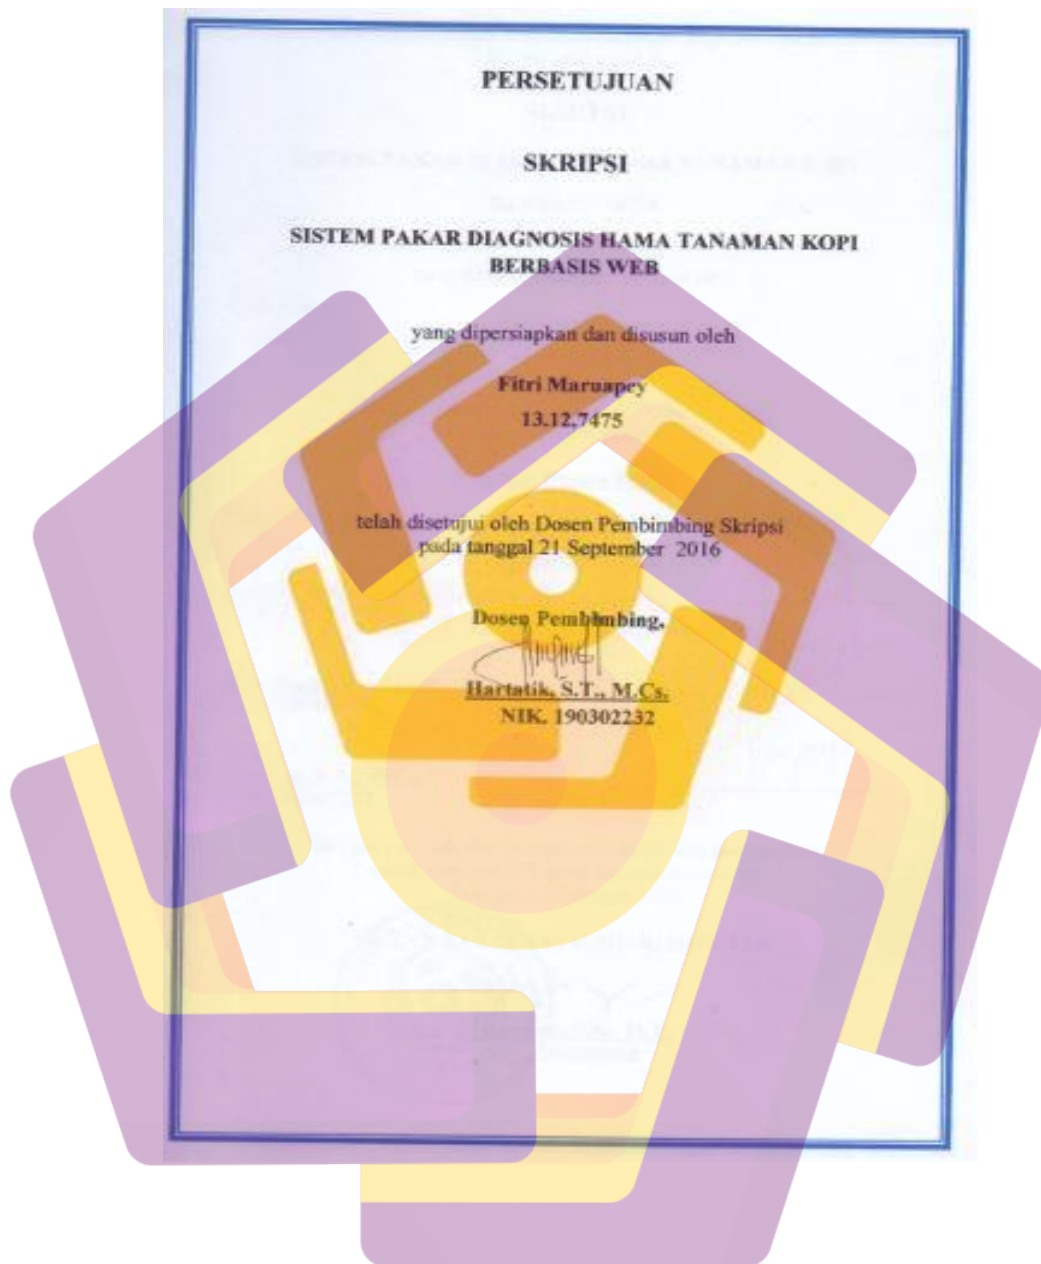 PERSETUJUAN
SKRIPSI
SISTEM PAKAR DIAGNOSIS HAMA TANAMAN KOPI
BERBASIS WEB
yang dipersiapkan dan disusun oleh
Fitri Maruapey
13.12.7475
telah disetujui oleh Dosen Pembimbing Skripsi
pada tanggal 21 September 2016
Dosen Pembimbing,
Hartatik, S.T., M.Cs.
NIK. 190302232